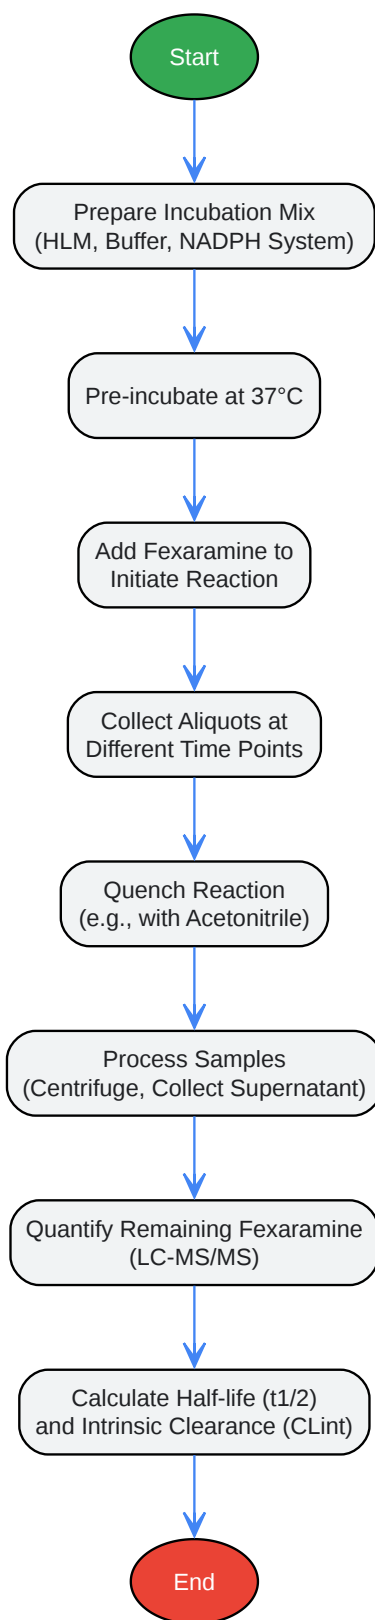 Start
Prepare Incubation Mix
(HLM, Buffer, NADPH System)
Pre-incubate at 37°C
Add Fexaramine to
Initiate Reaction
Collect Aliquots at
Different Time Points
Quench Reaction
(e.g., with Acetonitrile)
Process Samples
(Centrifuge, Collect Supernatant)
Quantify Remaining Fexaramine
(LC-MS/MS)
Calculate Half-life (t1/2)
and Intrinsic Clearance (CLint)
End